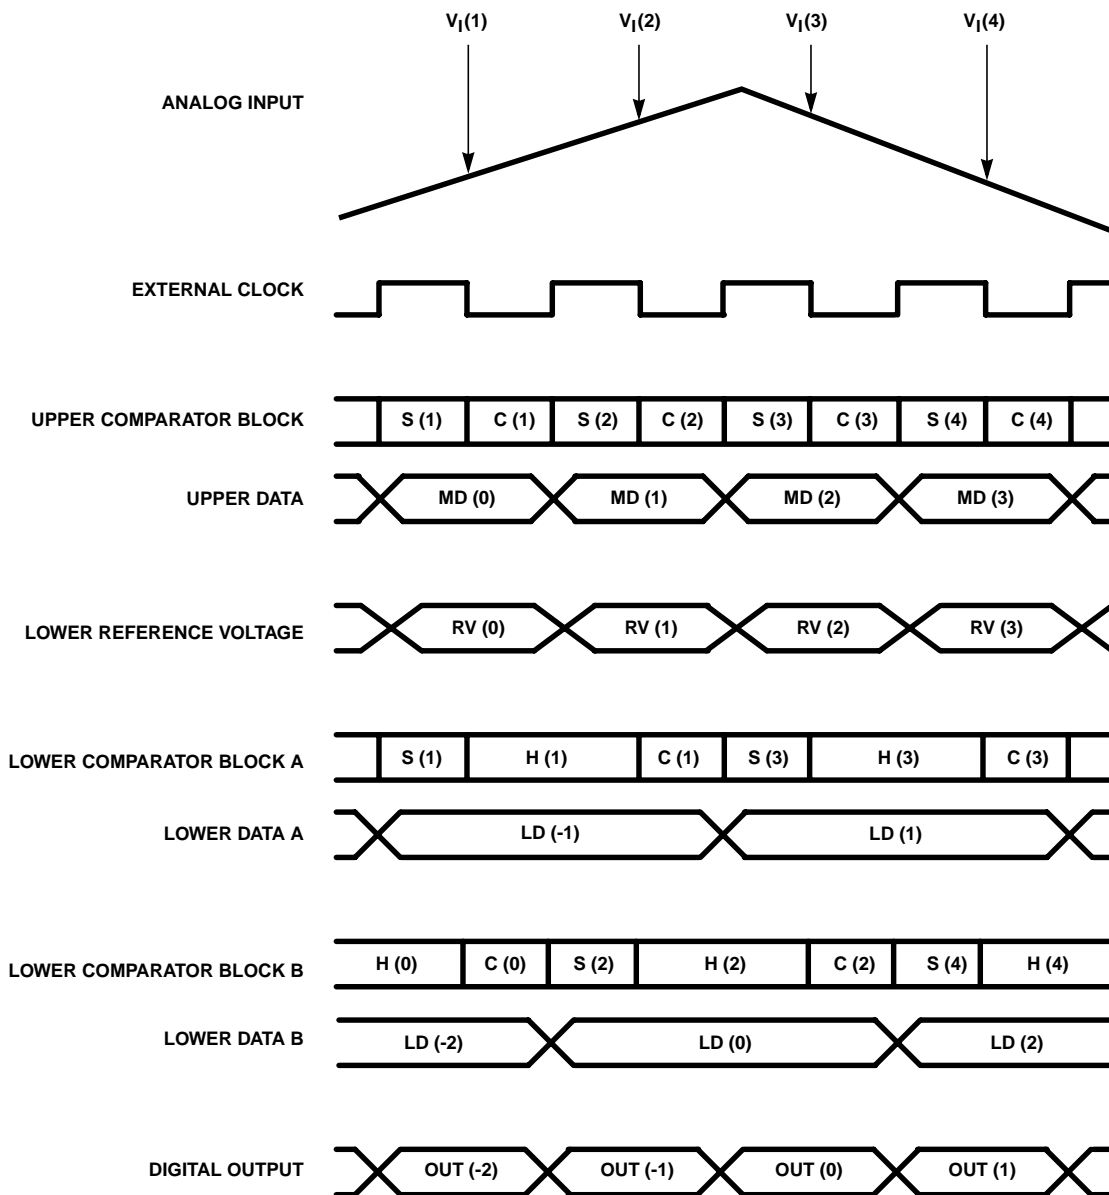 VI(1) VI(2) VI(3) VI(4)
ANALOG INPUT
EXTERNAL CLOCK
UPPER COMPARATOR BLOCK S (1) C (1) S (2) C (2) S (3) C (3) S (4) C (4)
UPPER DATA MD (0) MD (1) MD (2) MD (3)
LOWER REFERENCE VOLTAGE RV (0) RV (1) RV (2) RV (3)
LOWER COMPARATOR BLOCK A S (1) H (1) C (1) S (3) H (3) C (3)
LOWER DATA A LD (-1) LD (1)
LOWER COMPARATOR BLOCK B H (0) C (0) S (2) H (2) C (2) S (4) H (4)
LOWER DATA B LD (-2) LD (0) LD (2)
DIGITAL OUTPUT OUT (-2) OUT (-1) OUT (0) OUT (1)